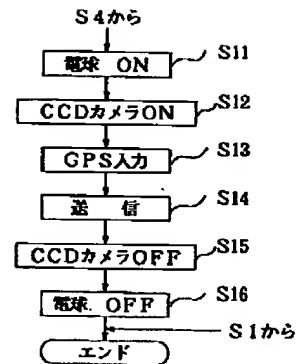 S4から
電球 ON S11
CCDカメラON S12
GPS入力 S13
送 信 S14
CCDカメラOFF S15
電球. OFF S16
S1から
エンド